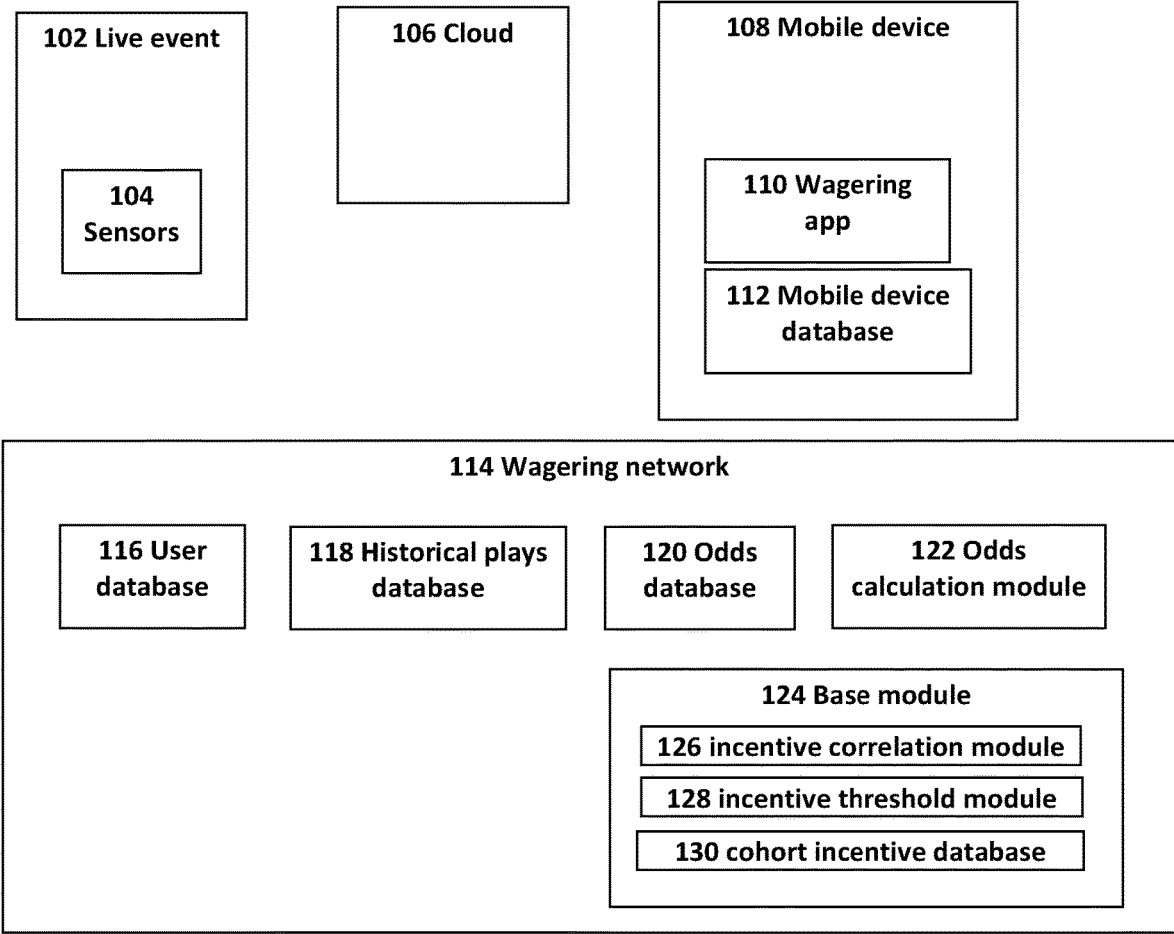 102 Live event
104
Sensors
106 Cloud
108 Mobile device
110 Wagering
app
112 Mobile device
database
114 Wagering network
116 User
database
118 Historical plays
database
120 Odds
database
122 Odds
calculation module
124 Base module
126 incentive correlation module
128 incentive threshold module
130 cohort incentive database